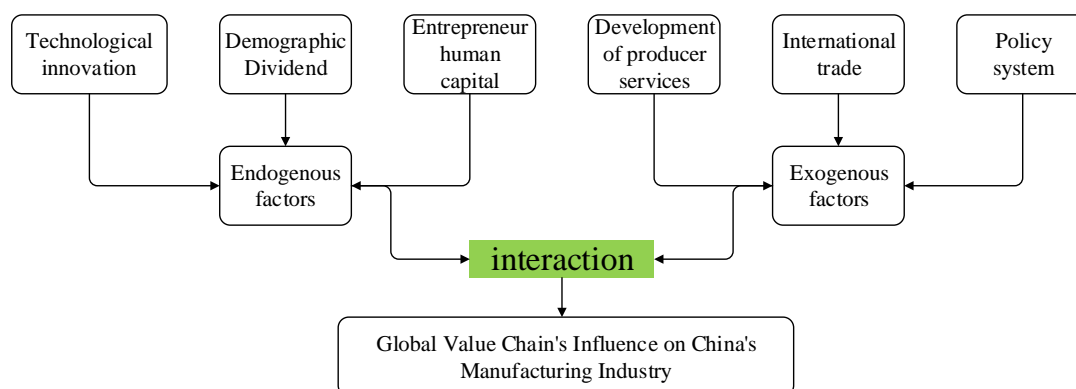 Technological
innovation
Demographic
Dividend
Entrepreneur
human
capital
Development
of producer
services
International
trade
Policy
system
Endogenous
factors
Exogenous
factors
interaction
Global Value Chain's Influence on China's
Manufacturing Industry